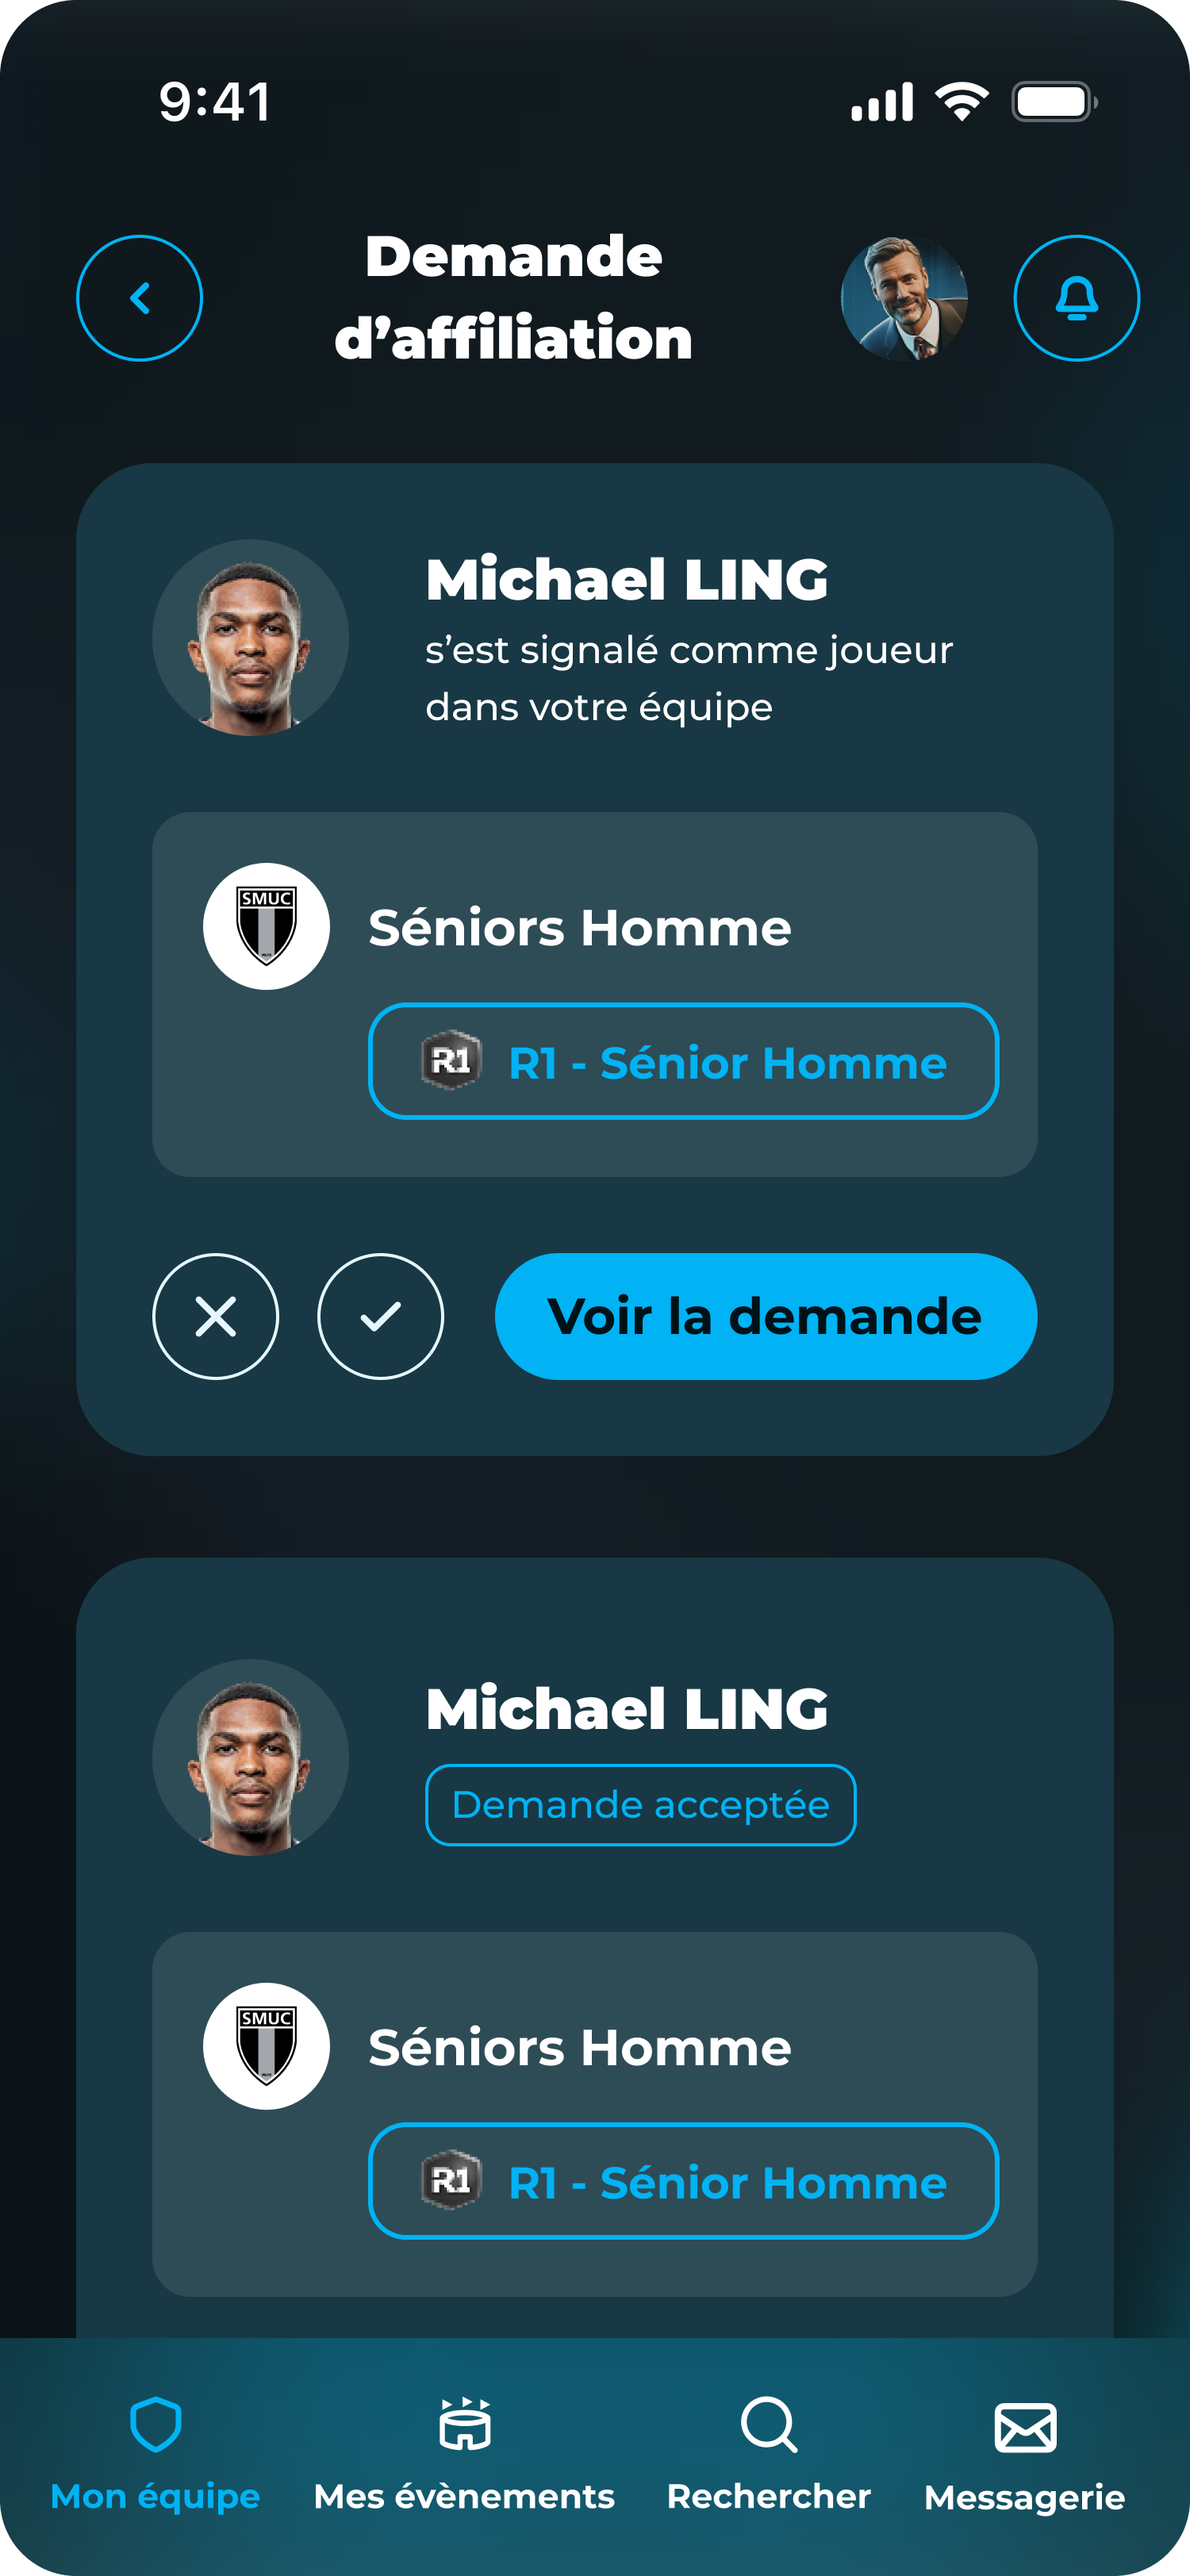 9:41
Demande
d’affiliation
Michael LING
s’est signalé comme joueur
dans votre équipe
SMUC
Séniors Homme
R1
R1 - Sénior Homme
Voir la demande
Michael LING
Demande acceptée
SMUC
Séniors Homme
R1
R1 - Sénior Homme
Mon équipe
Mes évènements
Rechercher
Messagerie